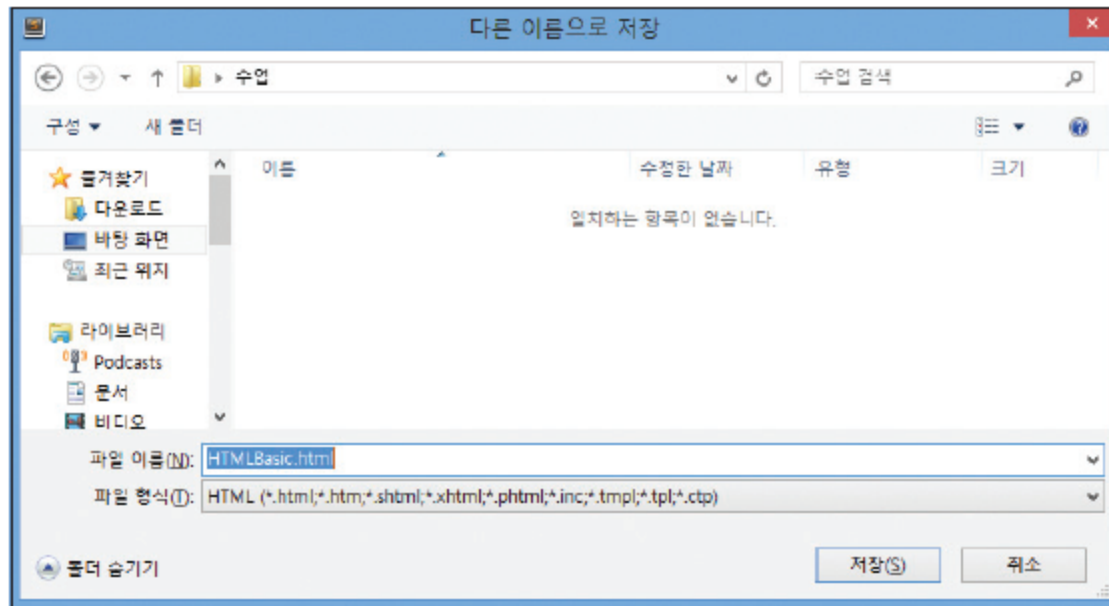 다른 이름으로 저장
수업
수업 검색
구성
새 폴더
이름 수정한 날짜 유형 크기
일치하는 항목이 없습니다.
즐겨찾기
다운로드
바탕 화면
최근 위치
라이브러리
Podcasts
문서
비디오
파일 이름(N): HTMLBasic.html
파일 형식(T): HTML (*.html;*.htm;*.shtml;*.xhtml;*.phtml;*.inc;*.tmpl;*.tpl;*.ctp)
폴더 숨기기
저장(S) 취소